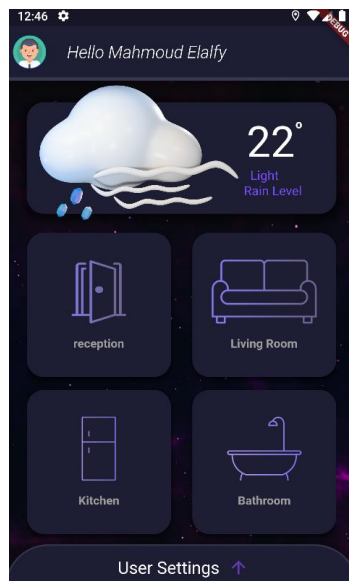 12:46
DEBUG
Hello Mahmoud Elalfy
22°
Light
Rain Level
reception
Living Room
Kitchen
Bathroom
User Settings